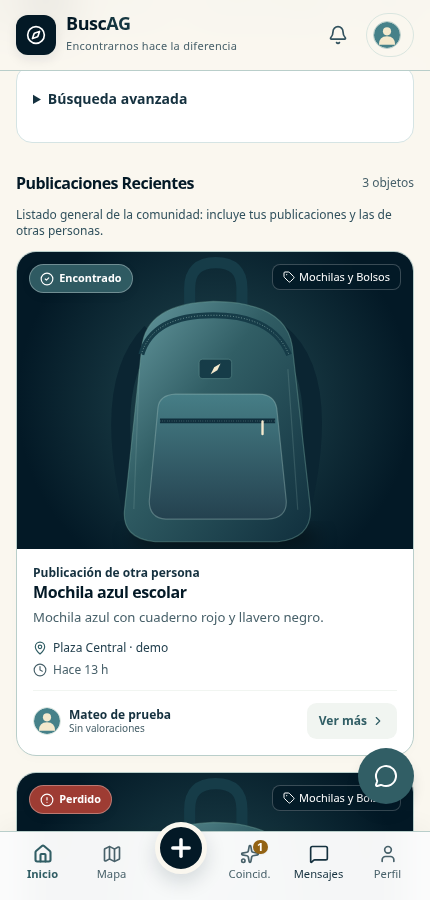 BuscAG
Encontrarnos hace la diferencia
Búsqueda avanzada
Publicaciones Recientes
3 objetos
Listado general de la comunidad: incluye tus publicaciones y las de
otras personas.
Encontrado
Mochilas y Bolsos
Publicación de otra persona
Mochila azul escolar
Mochila azul con cuaderno rojo y llavero negro.
Plaza Central · demo
Hace 13 h
Mateo de prueba
Sin valoraciones
Ver más
Perdido
Mochilas y
Inicio
Mapa
1
Coincid.
Mensajes
Perfil